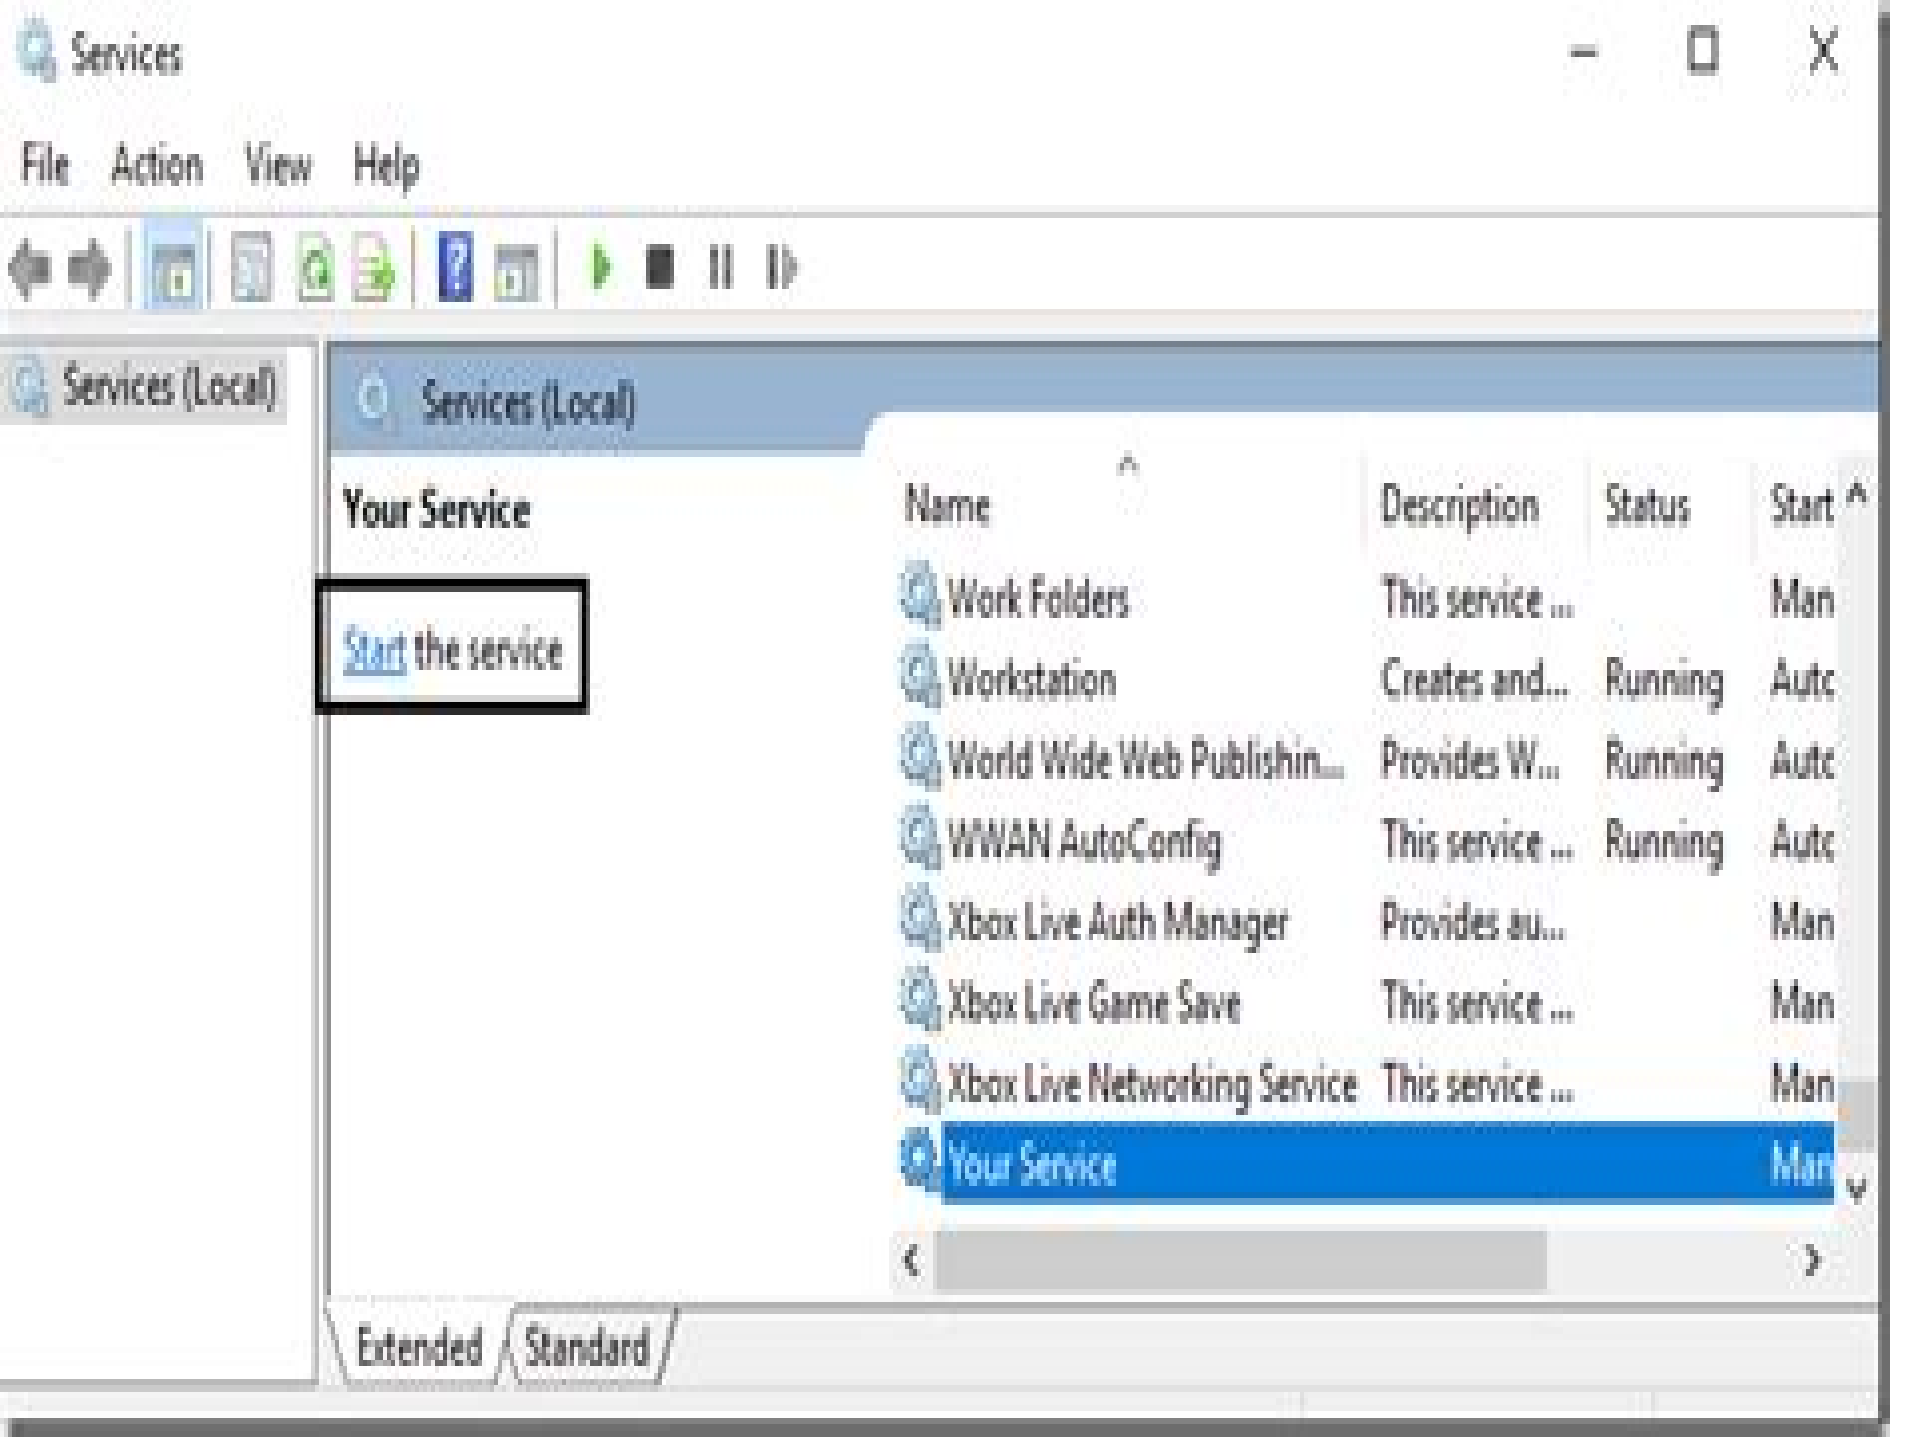 Services
File Action View Help
Services (Local)
Services (Local)
Your Service
Start the service
Name Description Status Start
Work Folders This service ... Man
Workstation Creates and... Running Autc
World Wide Web Publishin... Provides W... Running Autc
WWAN AutoConfig This service ... Running Autc
Xbox Live Auth Manager Provides au... Man
Xbox Live Game Save This service ... Man
Xbox Live Networking Service This service ... Man
Your Service Man
Extended Standard